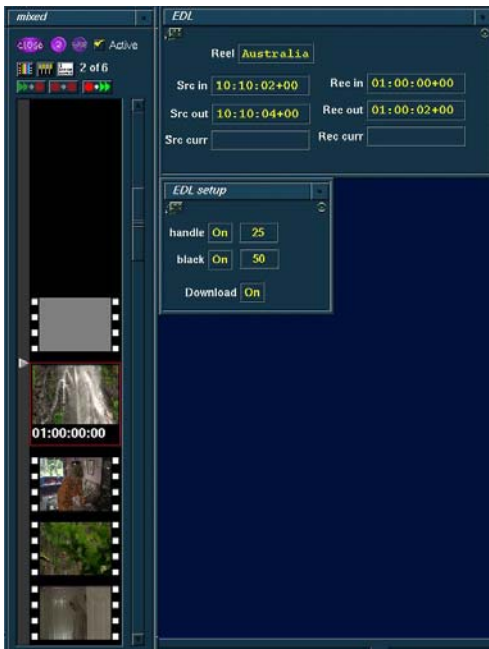 mixed
close
Active
2 of 6
01:00:00:00
EDL
Reel Australia
Src in 10:10:02+00 Rec in 01:00:00+00
Src out 10:10:04+00 Rec out 01:00:02+00
Src curr Rec curr
EDL setup
handle On 25
black On 50
Download On